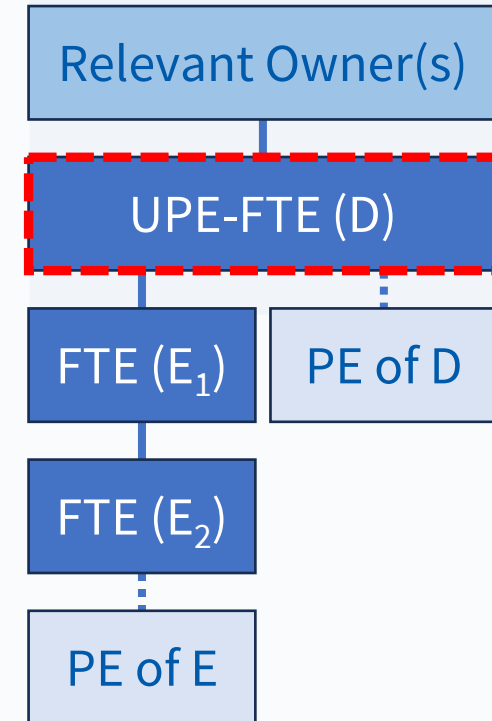 Relevant Owner(s)
UPE-FTE (D)
FTE (E₁)
PE of D
FTE (E₂)
PE of E